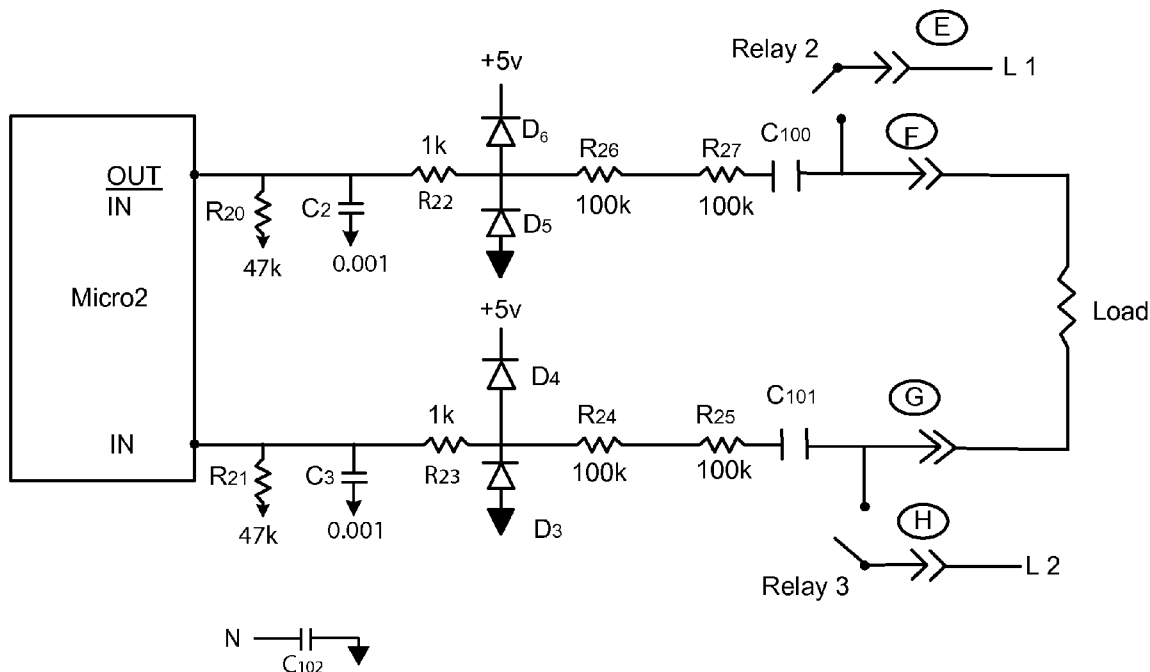 E
Relay 2
L 1
+5v
D6
C100
F
1k
R26
R27
OUT
IN
R20
C2
R22
D5
100k
100k
47k
0.001
Micro2
+5v
Load
D4
C101
G
1k
R24
R25
IN
R21
C3
R23
100k
100k
47k
0.001
D3
H
Relay 3
L 2
N
C102